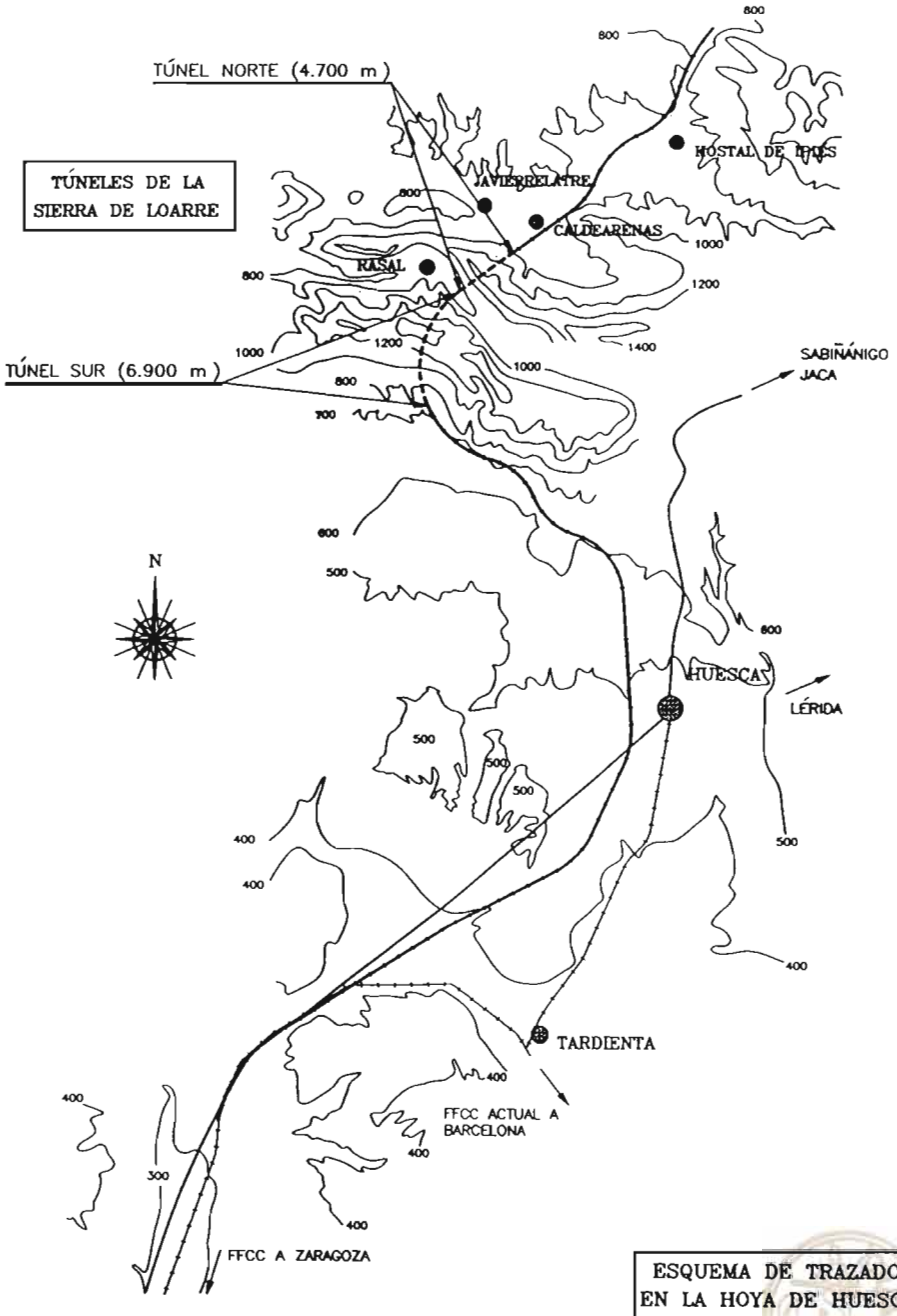 800
800
TÚNEL NORTE (4.700 m)
HOSTAL DE IPIES
TÚNELES DE LA
SIERRA DE LOARRE
JAVIERRELATRE
800
CALDEARENAS
1000
RASAL
800
1200
1000
1200
1400
SABIÑÁNIGO
JACA
TÚNEL SUR (6.900 m)
1000
800
700
600
500
N
600
HUESCA
LÉRIDA
500
500
500
400
500
400
400
TARDIENTA
400
FFCC ACTUAL A
BARCELONA
400
400
300
400
FFCC A ZARAGOZA
ESQUEMA DE TRAZADO
EN LA HOYA DE HUESC